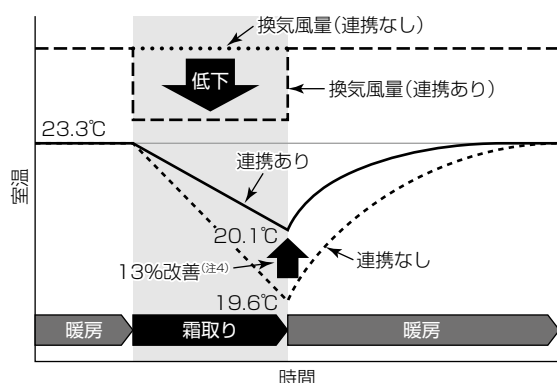 換気風量(連携なし)
低下
換気風量(連携あり)
23.3℃
連携あり
室温
20.1℃
13%改善(注4)
連携なし
19.6℃
暖房
霜取り
暖房
時間